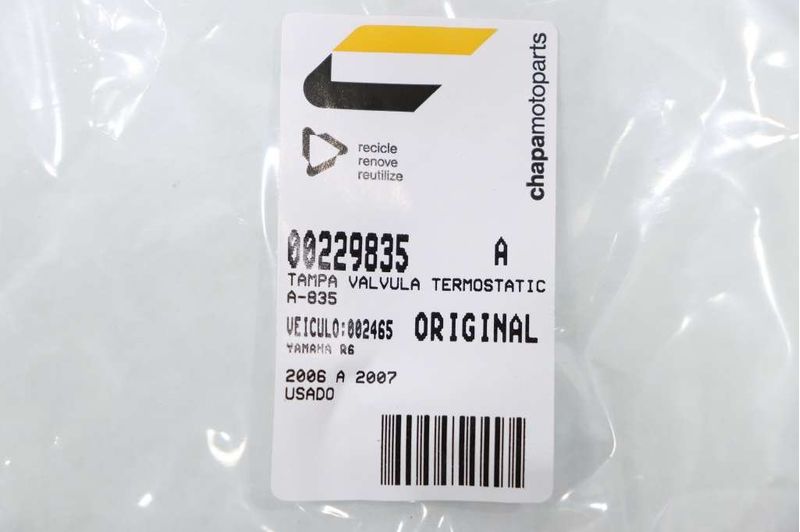 chapamotoparts
recicle
renove
reutilize
00229835 A
TAMPA VALVULA TERMOSTATIC
A-835
VEICULO:002465 ORIGINAL
YAMAHA R6
2006 A 2007
USADO